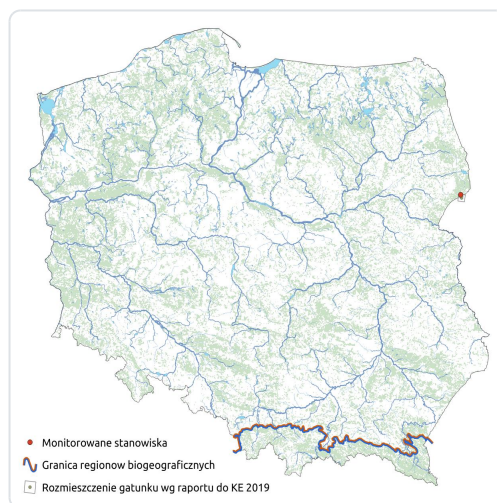 Monitorowane stanowiska
Granica regionow biogeograficznych
Rozmieszczenie gatunku wg raportu do KE 2019